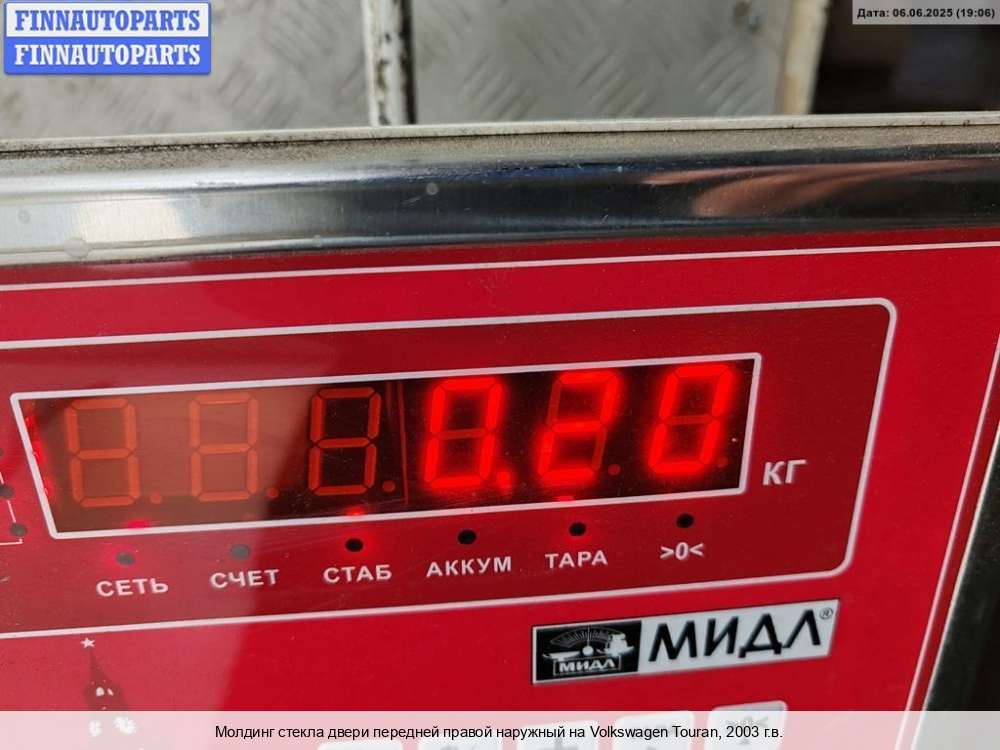 FINNAUTOPARTS
FINNAUTOPARTS
Дата: 06.06.2025 (19:06)
0.20
КГ
СЕТЬ СЧЕТ СТАБ АККУМ ТАРА >0<
МИДЛ МИДЛ®
>0<
Молдинг стекла двери передней правой наружный на Volkswagen Touran, 2003 г.в.